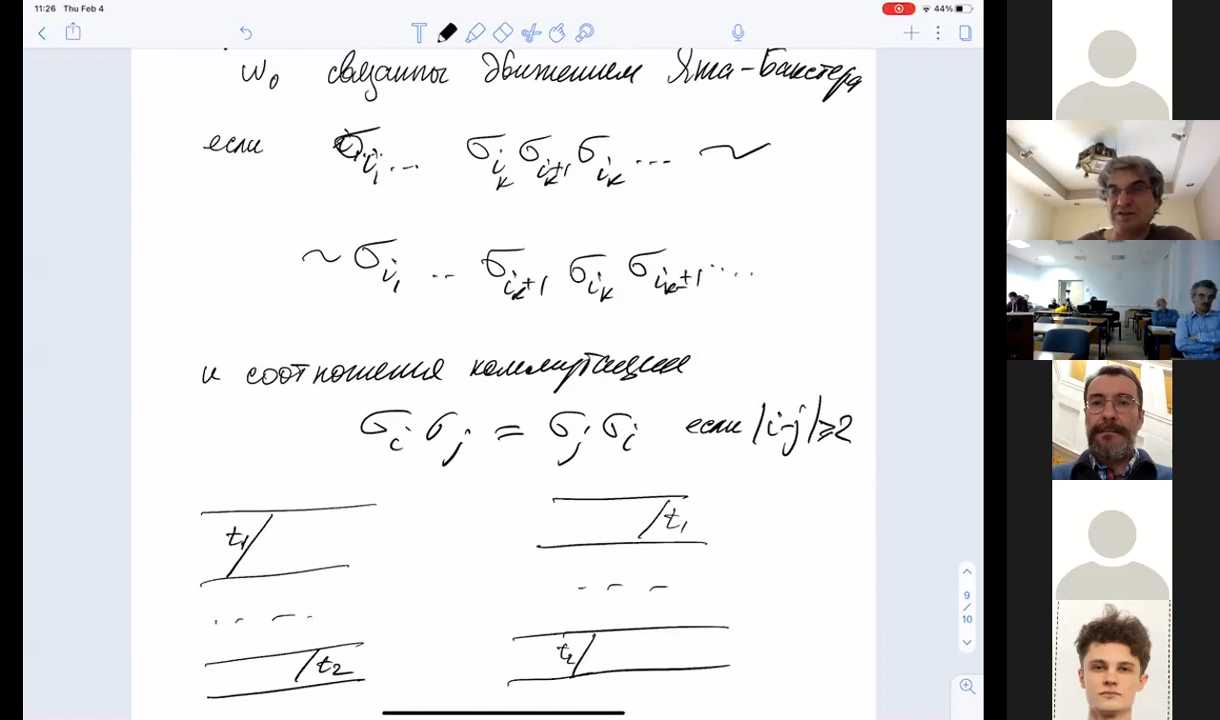 11:26 Thu Feb 4 44%
w₀ связанны движением Янга-Бакстера
если σ_{i₁} ... σ_{i_k} σ_{i_k+1} σ_{i_k} ... ~
~ σ_{i₁} .. σ_{i_k+1} σ_{i_k} σ_{i_k+1} ....
и соотношения коммутации
σ_i σ_j = σ_j σ_i если |i-j| ⩾ 2
t₁ t₁
t₂ t₂
9 / 10